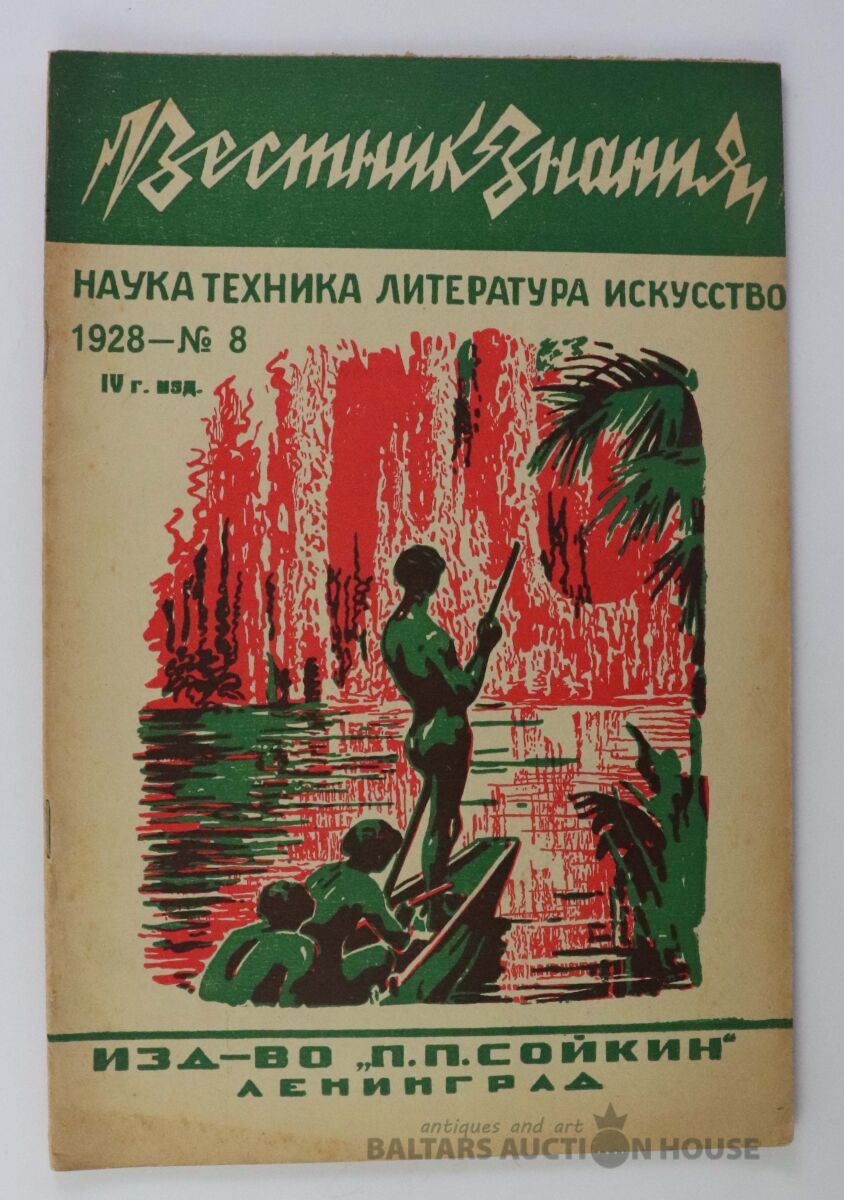 Вестник Знания
НАУКА ТЕХНИКА ЛИТЕРАТУРА ИСКУССТВО
1928—№ 8
IV г. изд.
ИЗД—ВО „П.П.СОЙКИН"
ЛЕНИНГРАД
antiques and art
BALTARS AUCTION HOUSE